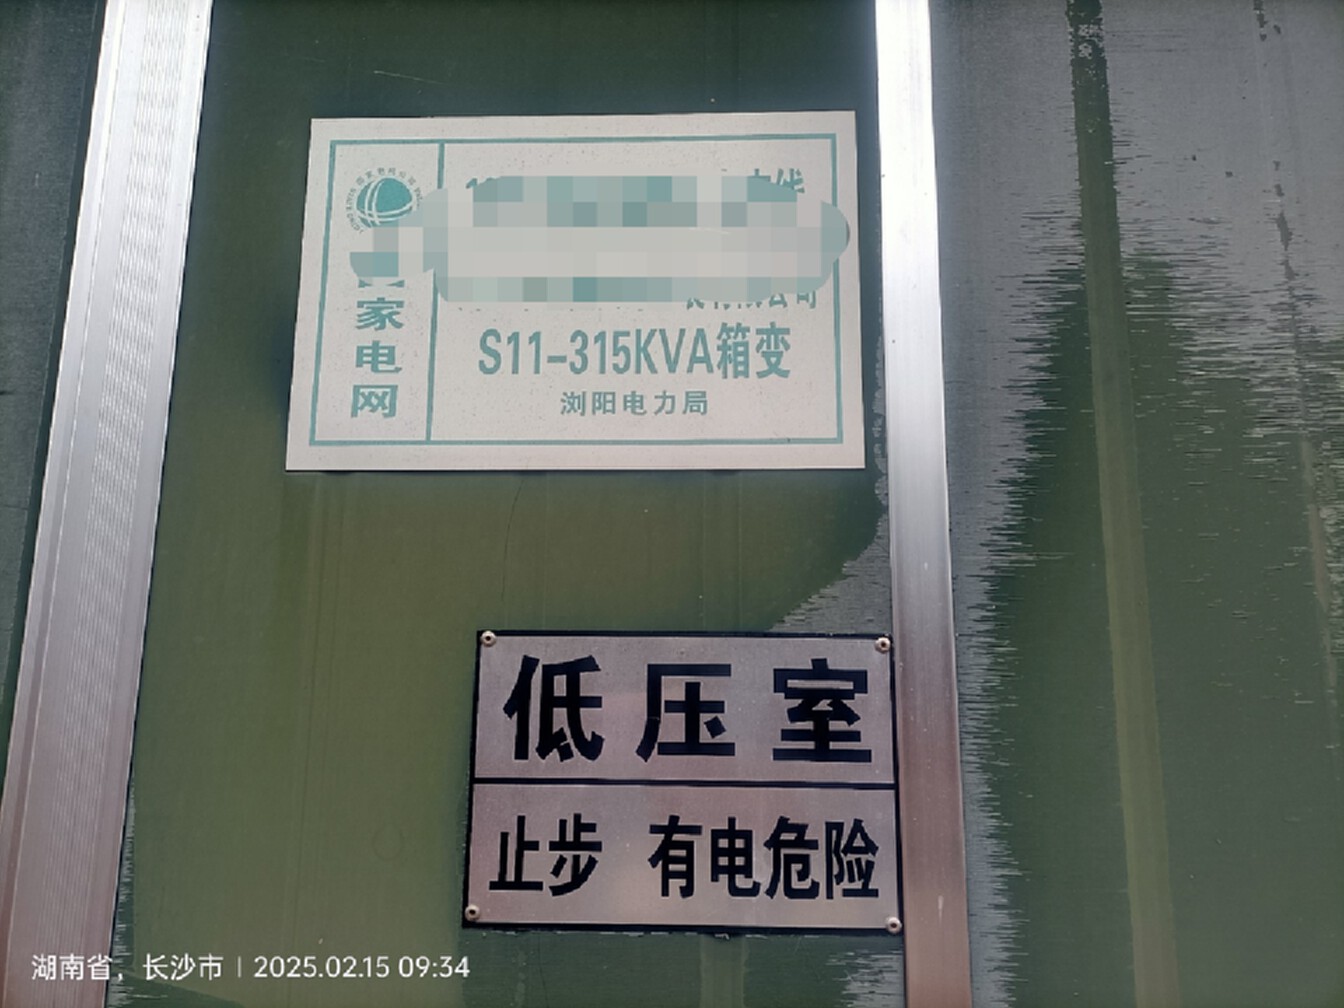 家电网
S11-315KVA箱变
浏阳电力局
低压室
止步 有电危险
湖南省，长沙市 | 2025.02.15 09:34